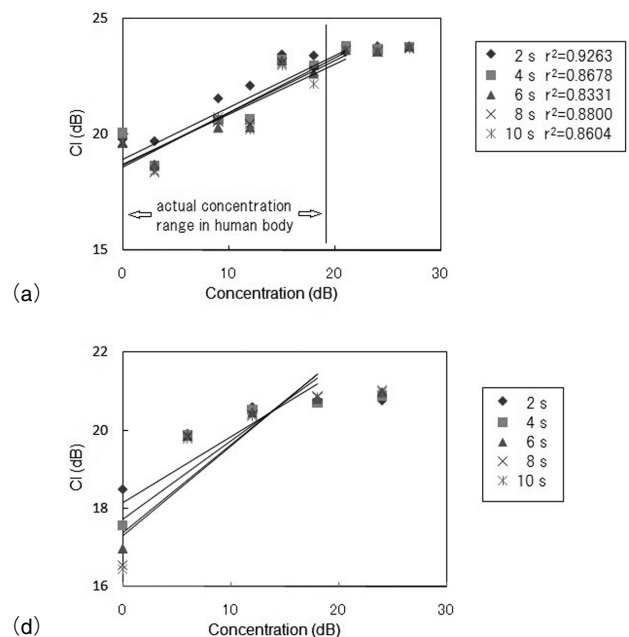 25
20
15
CI (dB)
0
10
20
30
Concentration (dB)
actual concentration
range in human body
2 s r²=0.9263
4 s r²=0.8678
6 s r²=0.8331
8 s r²=0.8800
10 s r²=0.8604
(a)
22
20
18
16
CI (dB)
0
10
20
30
Concentration (dB)
2 s
4 s
6 s
8 s
10 s
(d)